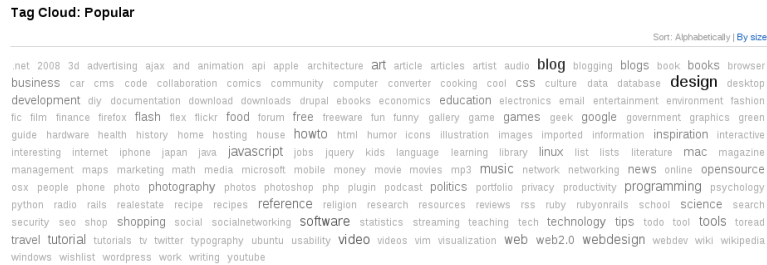 Tag Cloud: Popular
Sort: Alphabetically | By size
.net 2008 3d advertising ajax and animation api apple architecture art article articles artist audio blog blogging blogs book books browser
business car cms code collaboration comics community computer converter cooking cool css culture data database design desktop
development diy documentation download downloads drupal ebooks economics education electronics email entertainment environment fashion
fic film finance firefox flash flex flickr food forum free freeware fun funny gallery game games geek google government graphics green
guide hardware health history home hosting house howto html humor icons illustration images imported information inspiration interactive
interesting internet iphone japan java javascript jobs jquery kids language learning library linux list lists literature mac magazine
management maps marketing math media microsoft mobile money movie movies mp3 music network networking news online opensource
osx people phone photo photography photos photoshop php plugin podcast politics portfolio privacy productivity programming psychology
python radio rails realestate recipe recipes reference religion research resources reviews rss ruby rubyonrails school science search
security seo shop shopping social socialnetworking software statistics streaming teaching tech technology tips todo tool tools toread
travel tutorial tutorials tv twitter typography ubuntu usability video videos vim visualization web web2.0 webdesign webdev wiki wikipedia
windows wishlist wordpress work writing youtube